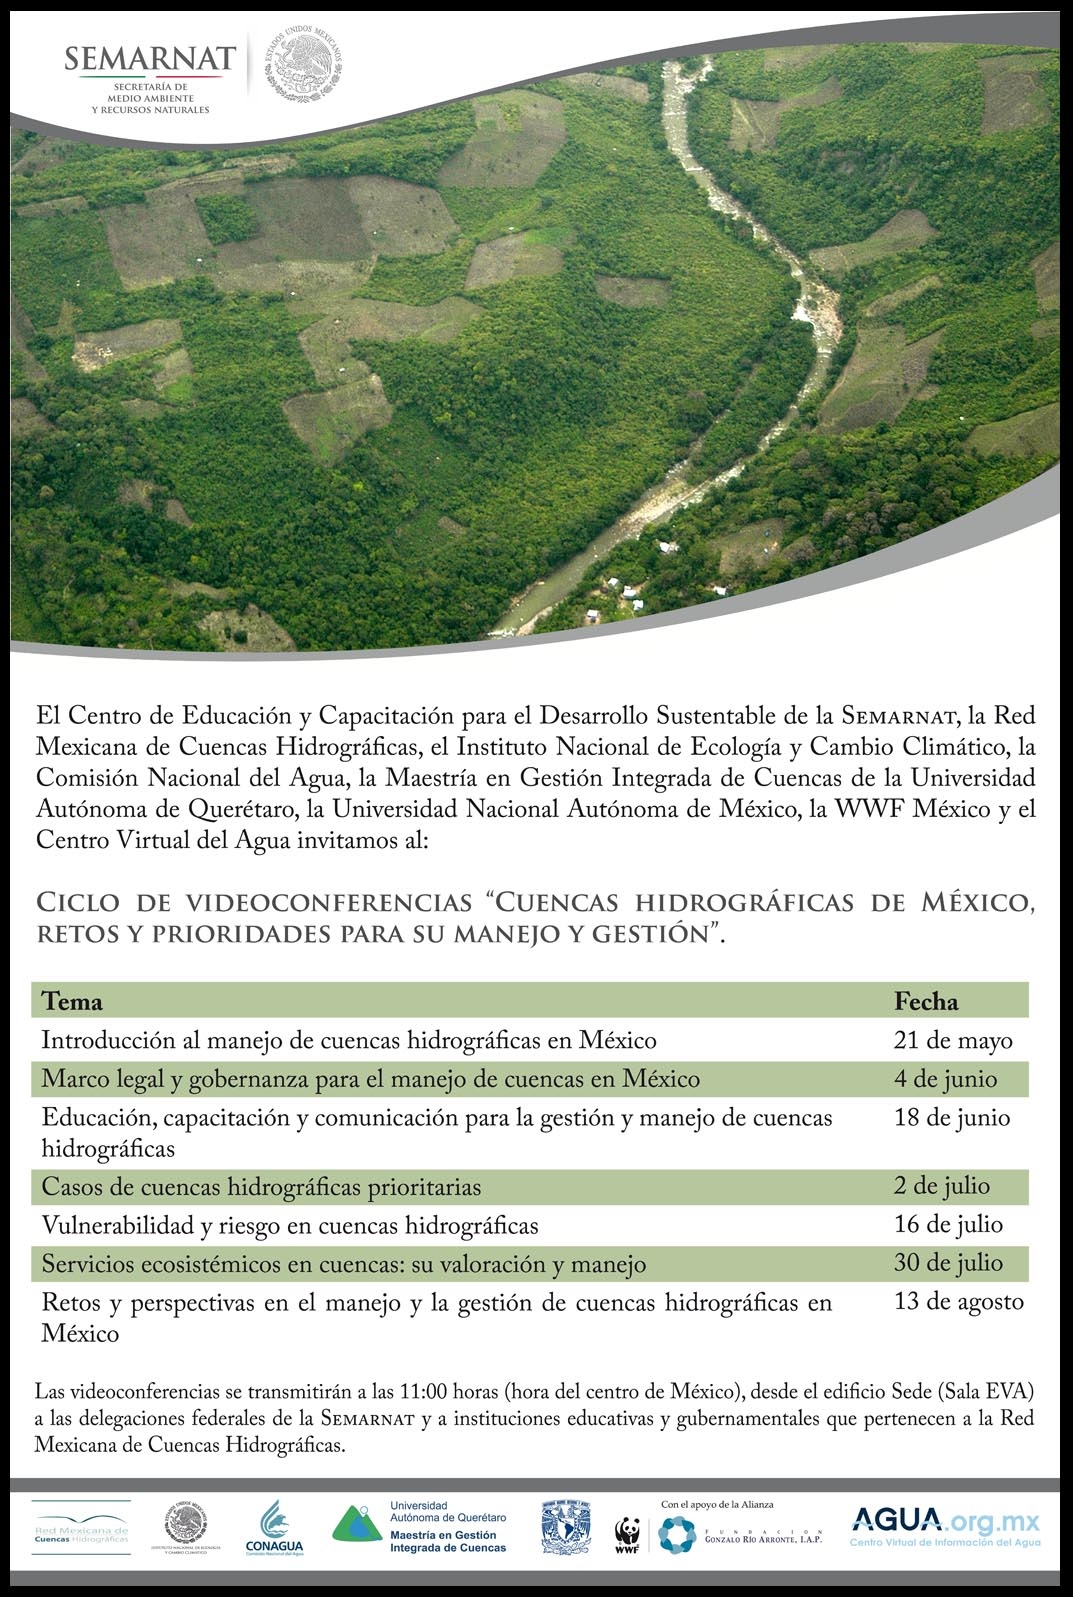 SEMARNAT
SECRETARÍA DE
MEDIO AMBIENTE
Y RECURSOS NATURALES
ESTADOS UNIDOS MEXICANOS
El Centro de Educación y Capacitación para el Desarrollo Sustentable de la SEMARNAT, la Red
Mexicana de Cuencas Hidrográficas, el Instituto Nacional de Ecología y Cambio Climático, la
Comisión Nacional del Agua, la Maestría en Gestión Integrada de Cuencas de la Universidad
Autónoma de Querétaro, la Universidad Nacional Autónoma de México, la WWF México y el
Centro Virtual del Agua invitamos al:
CICLO DE VIDEOCONFERENCIAS “CUENCAS HIDROGRÁFICAS DE MÉXICO,
RETOS Y PRIORIDADES PARA SU MANEJO Y GESTIÓN”.
Tema Fecha
Introducción al manejo de cuencas hidrográficas en México 21 de mayo
Marco legal y gobernanza para el manejo de cuencas en México 4 de junio
Educación, capacitación y comunicación para la gestión y manejo de cuencas 18 de junio
hidrográficas
Casos de cuencas hidrográficas prioritarias 2 de julio
Vulnerabilidad y riesgo en cuencas hidrográficas 16 de julio
Servicios ecosistémicos en cuencas: su valoración y manejo 30 de julio
Retos y perspectivas en el manejo y la gestión de cuencas hidrográficas en 13 de agosto
México
Las videoconferencias se transmitirán a las 11:00 horas (hora del centro de México), desde el edificio Sede (Sala EVA)
a las delegaciones federales de la SEMARNAT y a instituciones educativas y gubernamentales que pertenecen a la Red
Mexicana de Cuencas Hidrográficas.
Red Mexicana de
Cuencas Hidrográficas
INSTITUTO NACIONAL DE ECOLOGÍA
Y CAMBIO CLIMÁTICO
CONAGUA
Comisión Nacional del Agua
Universidad
Autónoma de Querétaro
Maestría en Gestión
Integrada de Cuencas
Con el apoyo de la Alianza
WWF
FUNDACIÓN
GONZALO RÍO ARRONTE, I.A.P.
AGUA.org.mx
Centro Virtual de Información del Agua